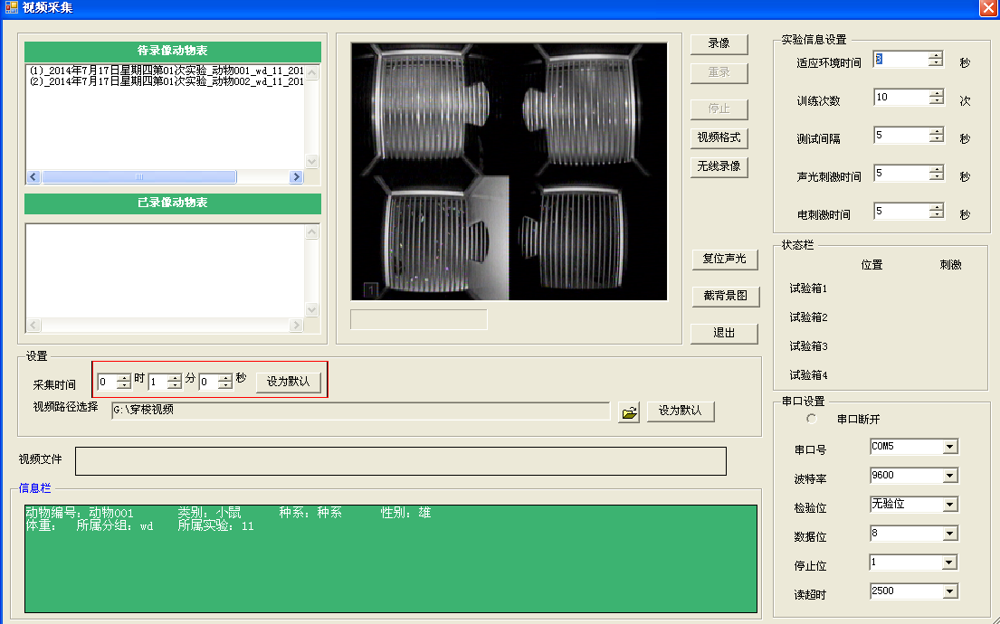 视频采集
待录像动物表
(1)_2014年7月17日星期四第01次实验_动物001_wd_11_201
(2)_2014年7月17日星期四第01次实验_动物002_wd_11_201
已录像动物表
1
录像
重录
停止
视频格式
无线录像
复位声光
截背景图
退出
设置
采集时间 0 时 1 分 0 秒 设为默认
视频路径选择 G:\穿梭视频 设为默认
视频文件
信息栏
动物编号: 动物001 类别: 小鼠 种系: 种系 性别: 雄
体重: 所属分组: wd 所属实验: 11
实验信息设置
适应环境时间 3 秒
训练次数 10 次
测试间隔 5 秒
声光刺激时间 5 秒
电刺激时间 5 秒
状态栏
位置 刺激
试验箱1
试验箱2
试验箱3
试验箱4
串口设置
串口断开
串口号 COM5
波特率 9600
检验位 无验位
数据位 8
停止位 1
读超时 2500